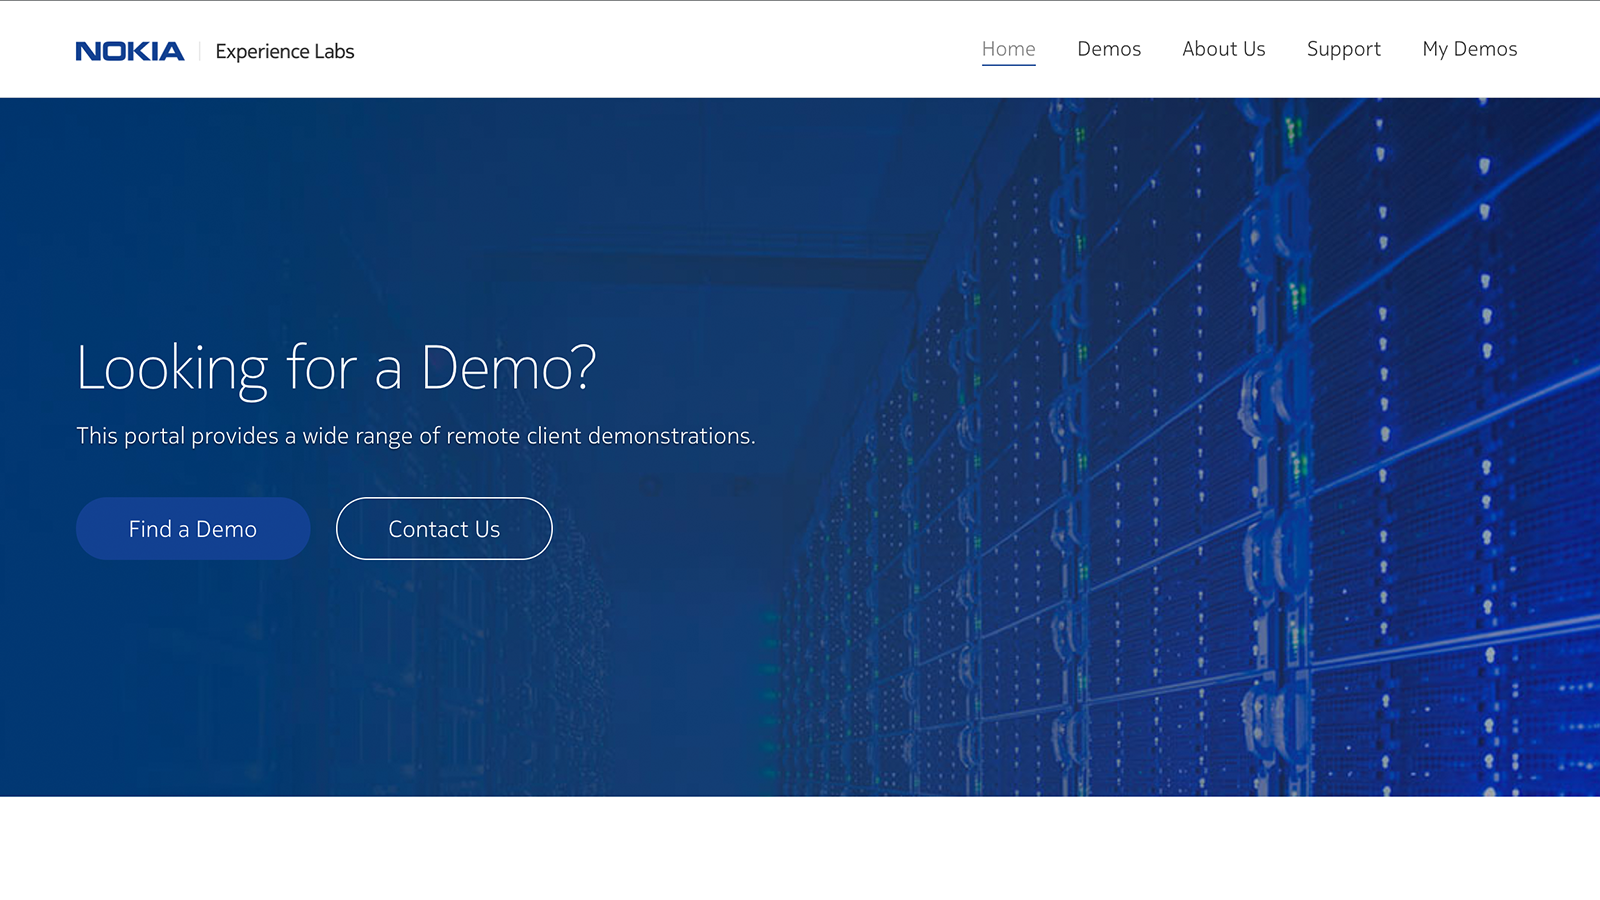 NOKIA Experience Labs
Home Demos About Us Support My Demos
Looking for a Demo?
This portal provides a wide range of remote client demonstrations.
Find a Demo Contact Us